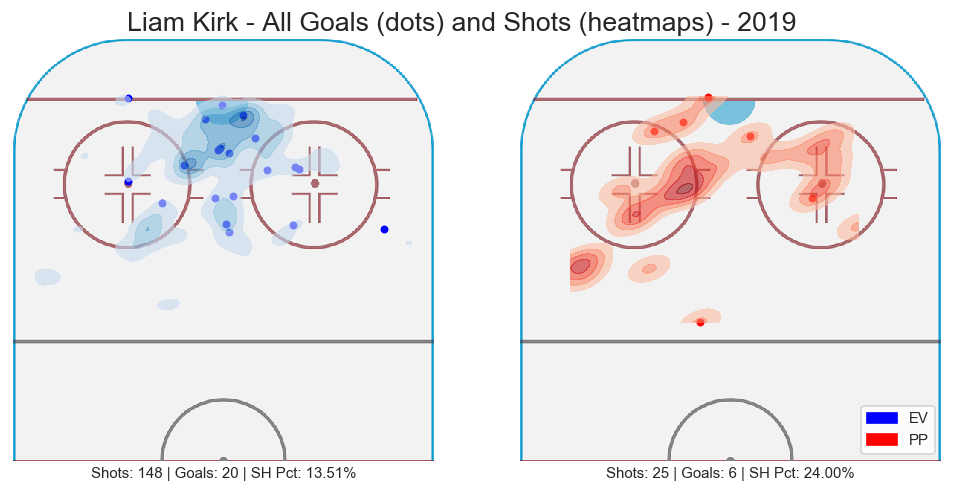 Liam Kirk - All Goals (dots) and Shots (heatmaps) - 2019
EV
PP
Shots: 148 | Goals: 20 | SH Pct: 13.51%
Shots: 25 | Goals: 6 | SH Pct: 24.00%